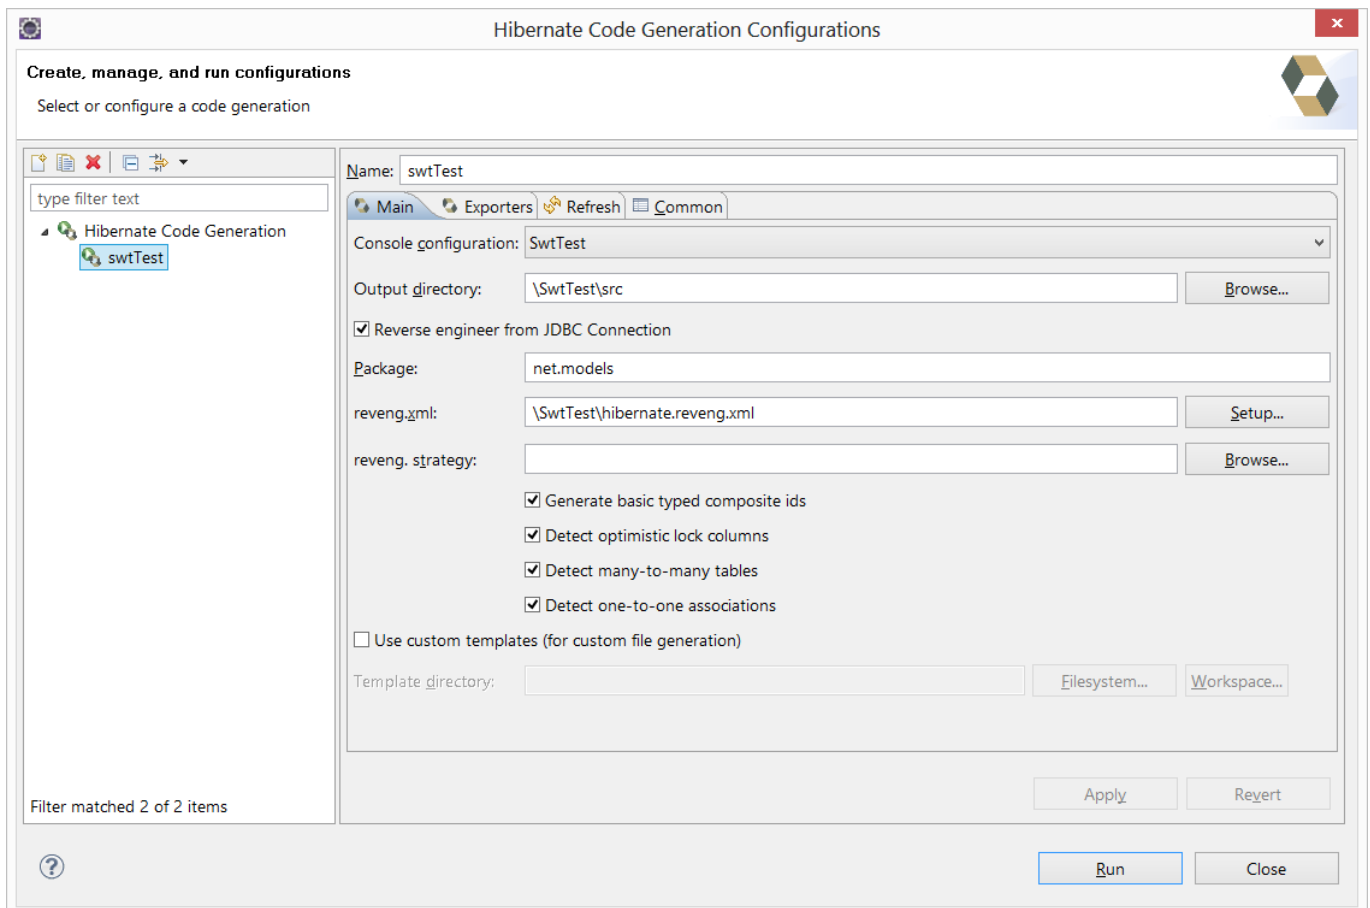 Hibernate Code Generation Configurations
Create, manage, and run configurations
Select or configure a code generation
type filter text
Hibernate Code Generation
swtTest
Filter matched 2 of 2 items
Name: swtTest
Main Exporters Refresh Common
Console configuration: SwtTest
Output directory: \SwtTest\src Browse...
Reverse engineer from JDBC Connection
Package: net.models
reveng.xml: \SwtTest\hibernate.reveng.xml Setup...
reveng. strategy: Browse...
Generate basic typed composite ids
Detect optimistic lock columns
Detect many-to-many tables
Detect one-to-one associations
Use custom templates (for custom file generation)
Template directory: Filesystem... Workspace...
Apply Revert
Run Close